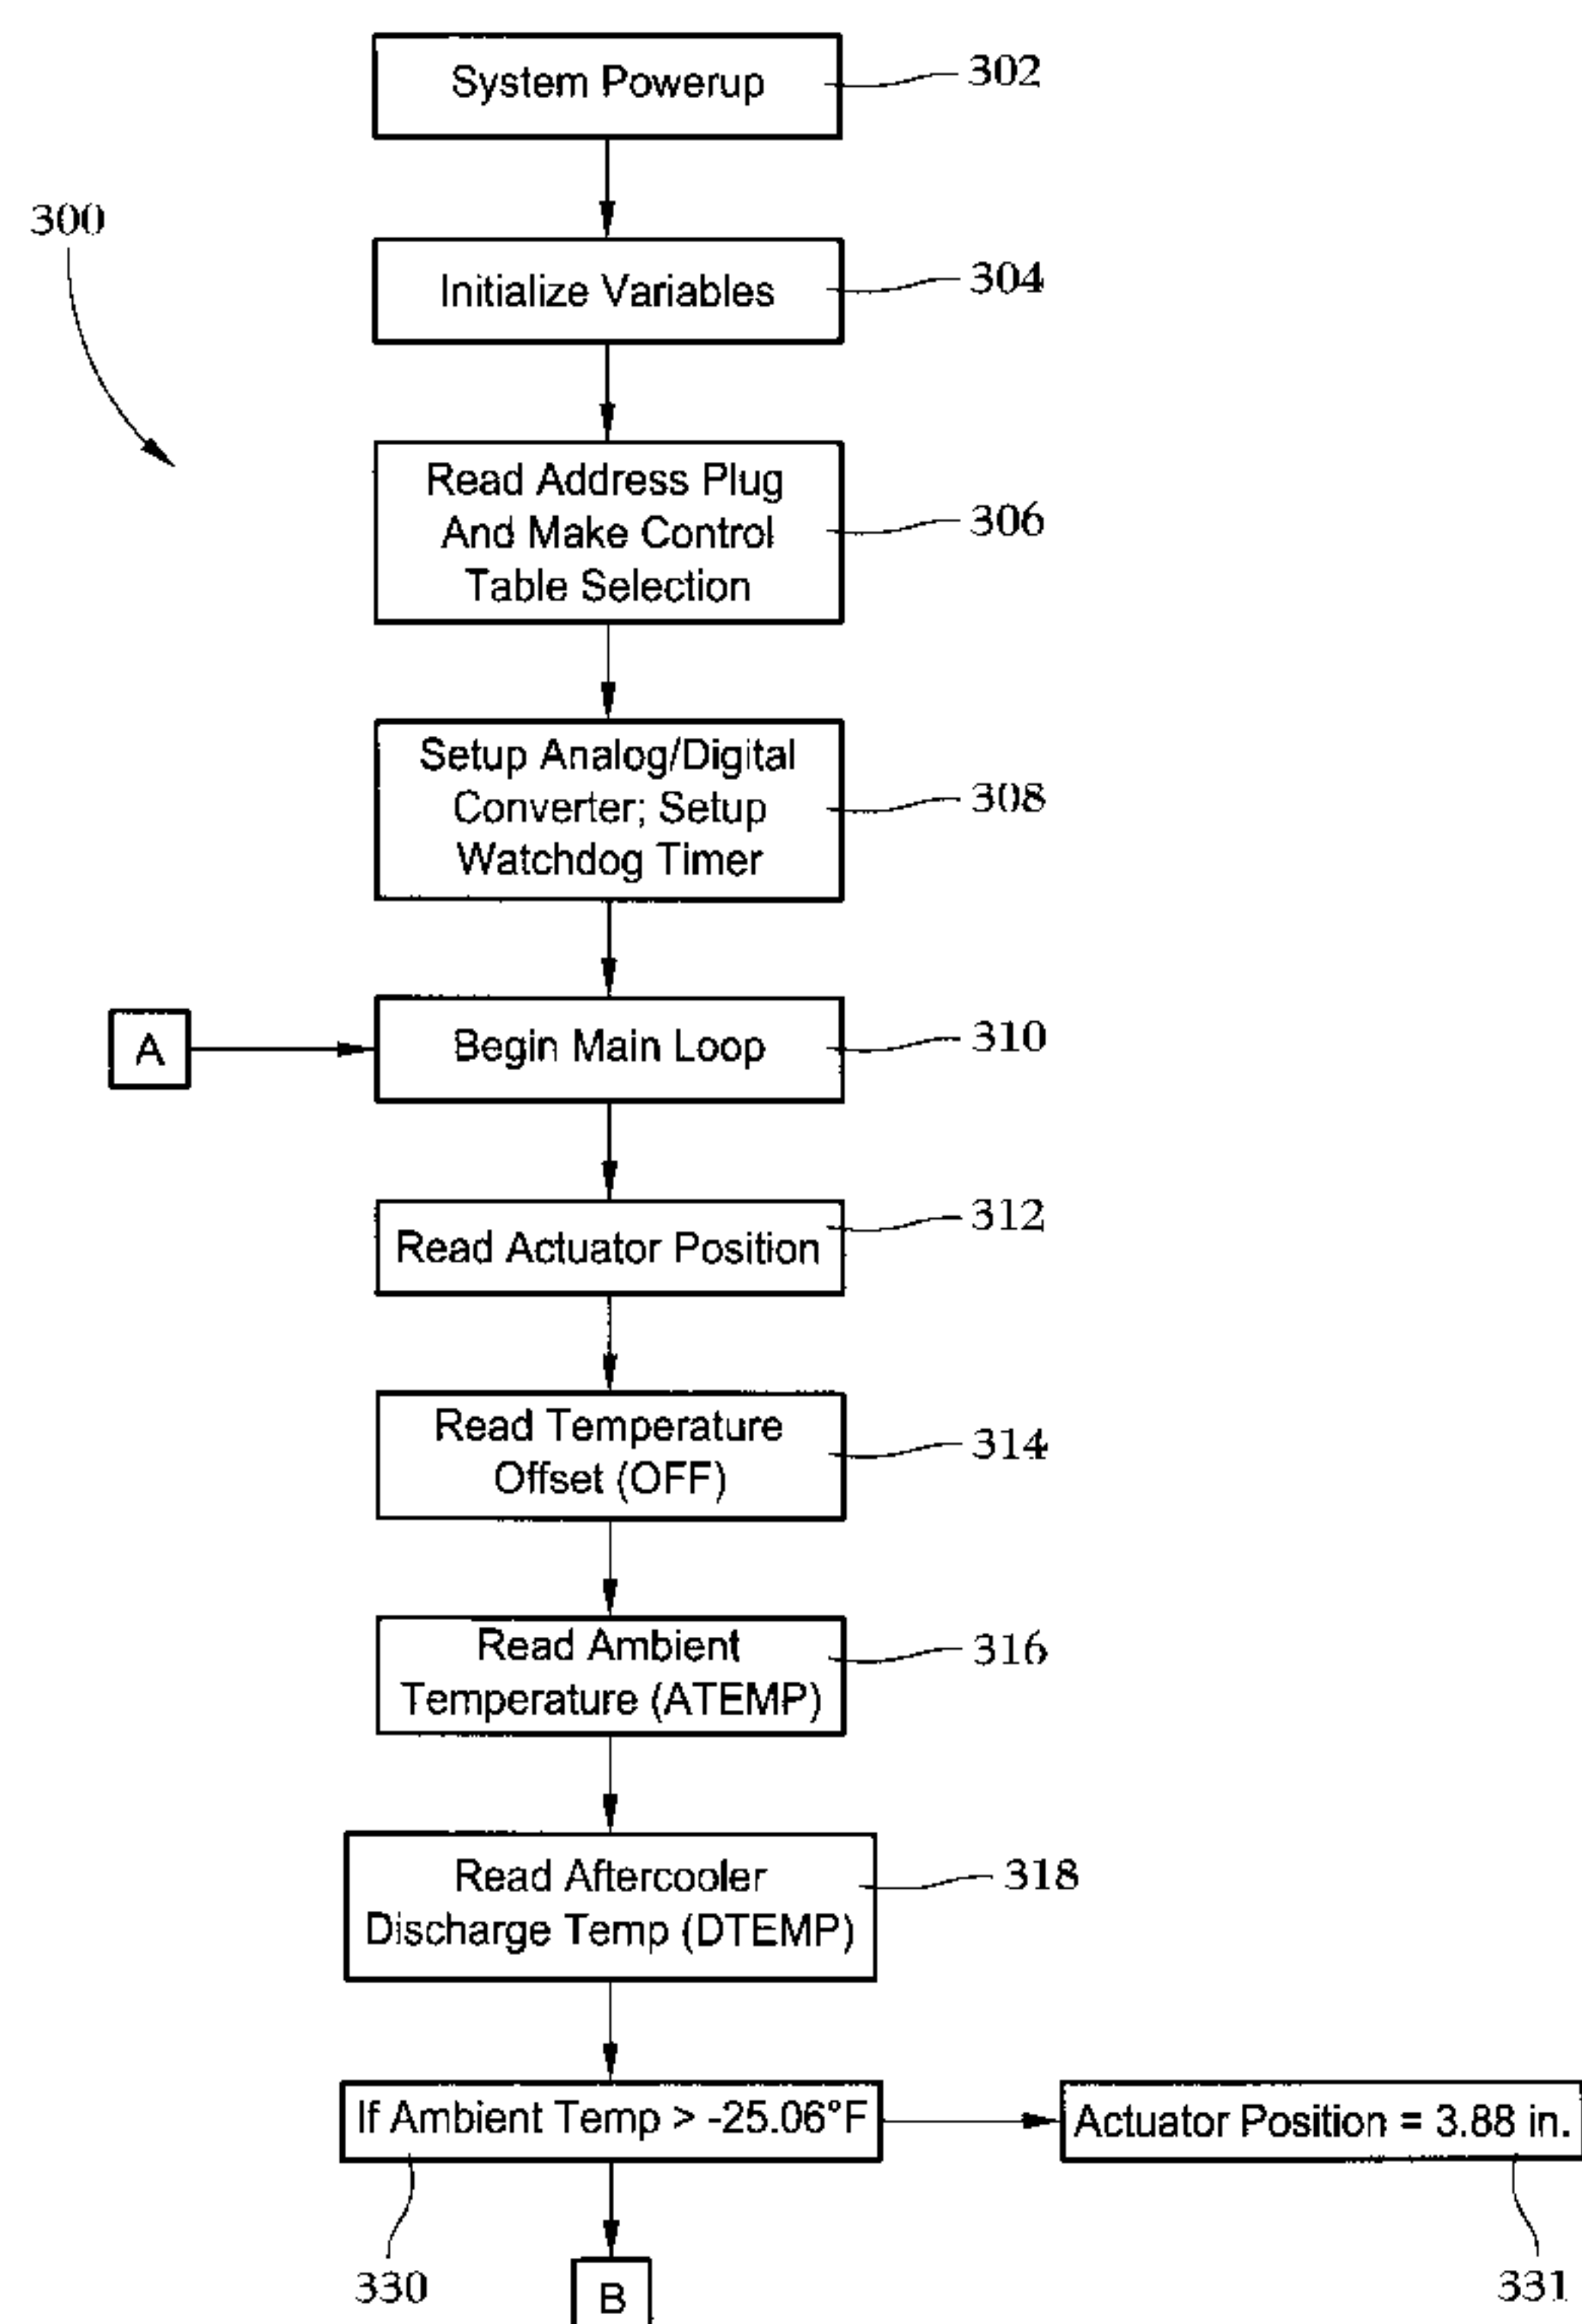 System Powerup
302
300
Initialize Variables
304
Read Address Plug
And Make Control
Table Selection
306
Setup Analog/Digital
Converter; Setup
Watchdog Timer
308
A
Begin Main Loop
310
Read Actuator Position
312
Read Temperature
Offset (OFF)
314
Read Ambient
Temperature (ATEMP)
316
Read Aftercooler
Discharge Temp (DTEMP)
318
If Ambient Temp > -25.06°F
Actuator Position = 3.88 in.
330
B
331